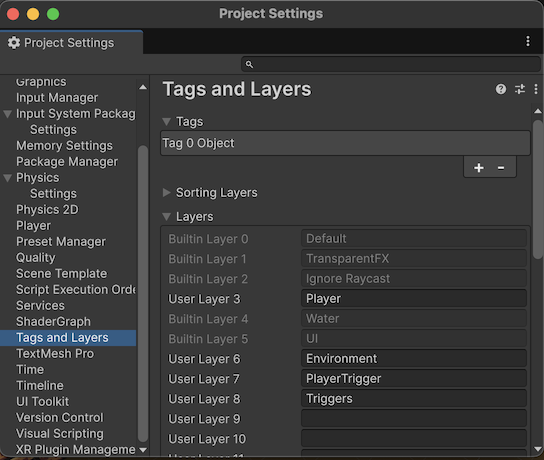 Project Settings
Project Settings
Graphics
Input Manager
Input System Packag
Settings
Memory Settings
Package Manager
Physics
Settings
Physics 2D
Player
Preset Manager
Quality
Scene Template
Script Execution Orde
Services
ShaderGraph
Tags and Layers
TextMesh Pro
Time
Timeline
UI Toolkit
Version Control
Visual Scripting
XR Plugin Manageme
Tags and Layers
Tags
Tag 0 Object
+ -
Sorting Layers
Layers
Builtin Layer 0 Default
Builtin Layer 1 TransparentFX
Builtin Layer 2 Ignore Raycast
User Layer 3 Player
Builtin Layer 4 Water
Builtin Layer 5 UI
User Layer 6 Environment
User Layer 7 PlayerTrigger
User Layer 8 Triggers
User Layer 9
User Layer 10
User Layer 11